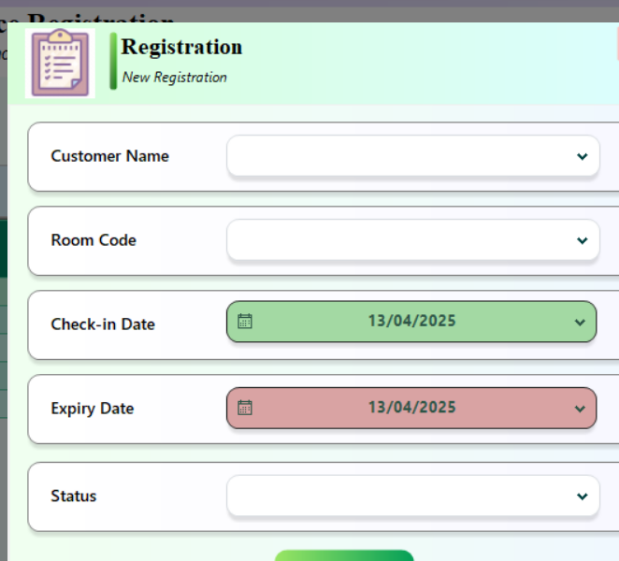 Registration
Registration
New Registration
Customer Name
Room Code
Check-in Date
13/04/2025
Expiry Date
13/04/2025
Status